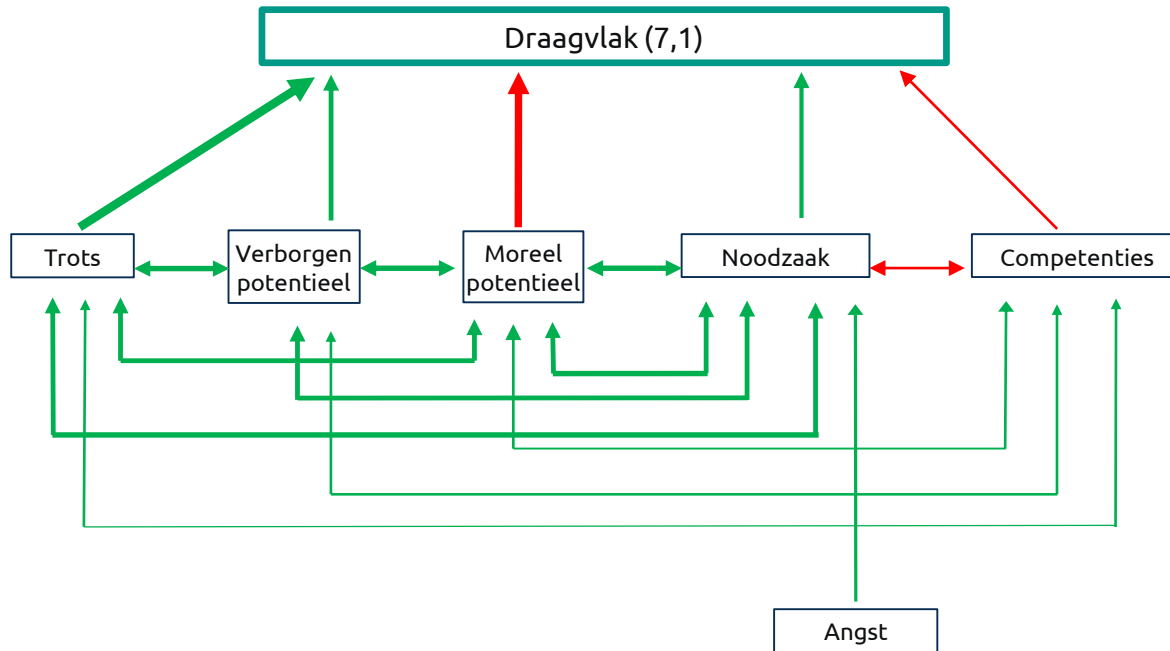 Draagvlak (7,1)
Trots
Verborgen
potentieel
Moreel
potentieel
Noodzaak
Competenties
Angst